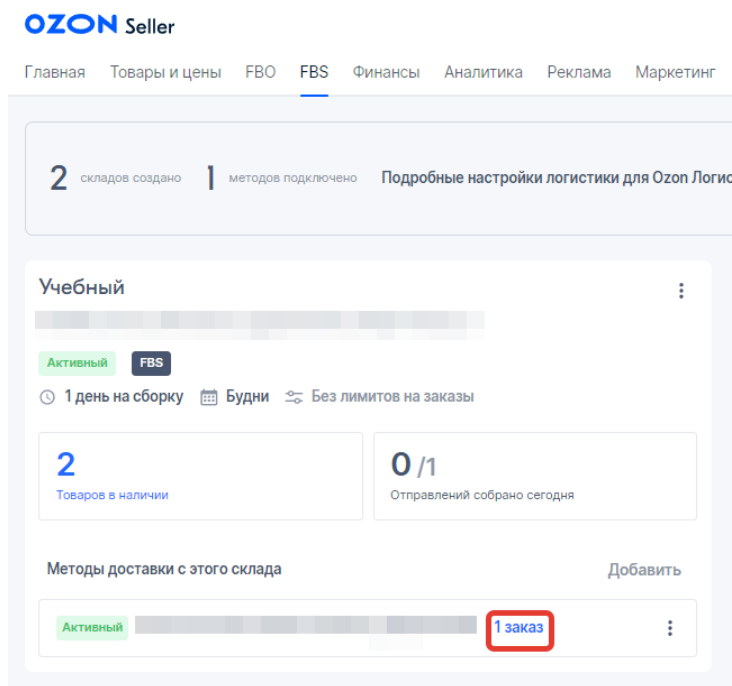 OZON Seller
Главная Товары и цены FBO FBS Финансы Аналитика Реклама Маркетинг
2 складов создано 1 методов подключено Подробные настройки логистики для Ozon Логис
Учебный
Активный FBS
1 день на сборку Будни Без лимитов на заказы
2 0 /1
Товаров в наличии Отправлений собрано сегодня
Методы доставки с этого склада Добавить
Активный 1 заказ